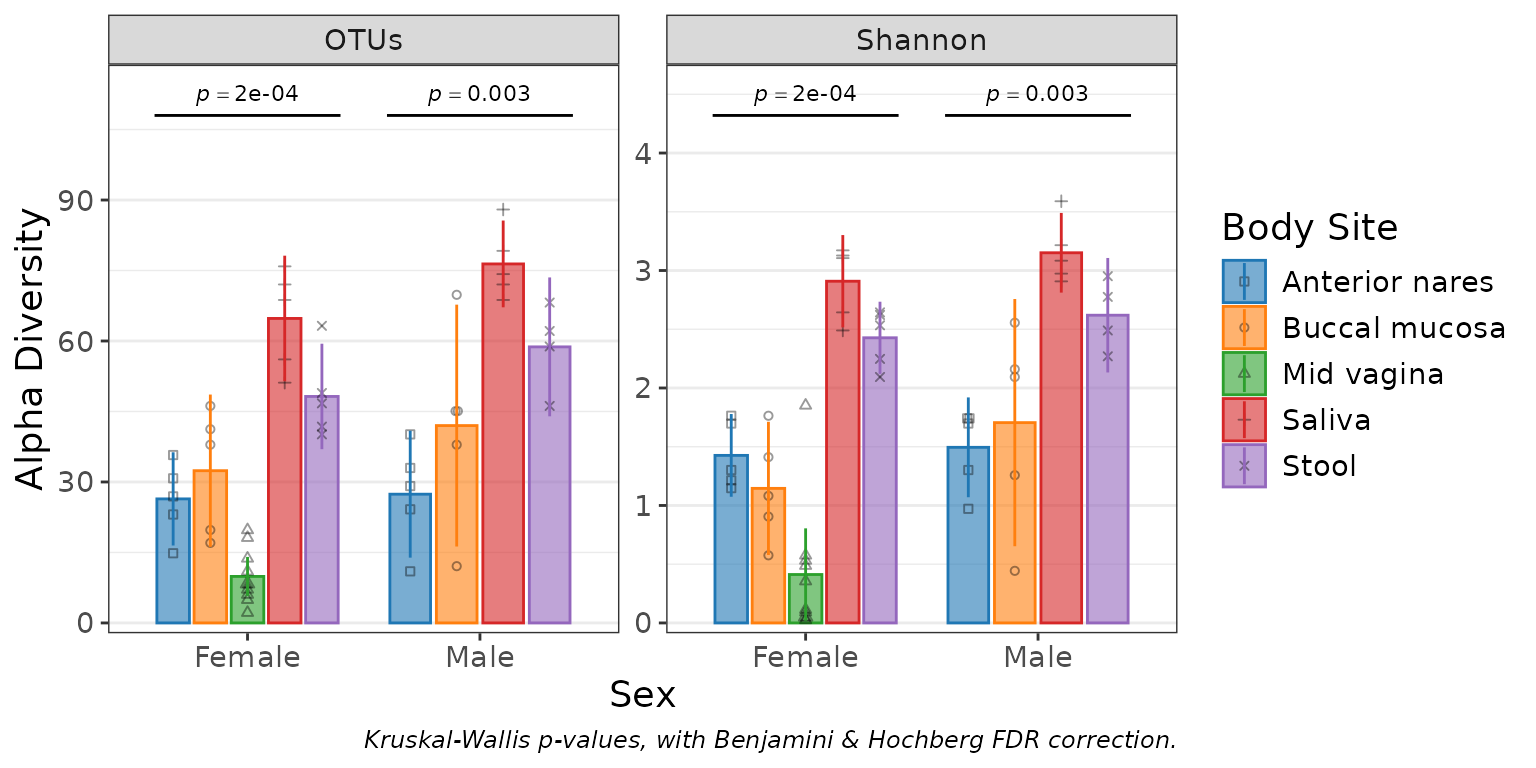 OTUs
Shannon
p = 2e-04
p = 0.003
p = 2e-04
p = 0.003
Alpha Diversity
90
60
30
0
4
3
2
1
0
Female
Male
Female
Male
Sex
Body Site
Anterior nares
Buccal mucosa
Mid vagina
Saliva
Stool
Kruskal-Wallis p-values, with Benjamini & Hochberg FDR correction.